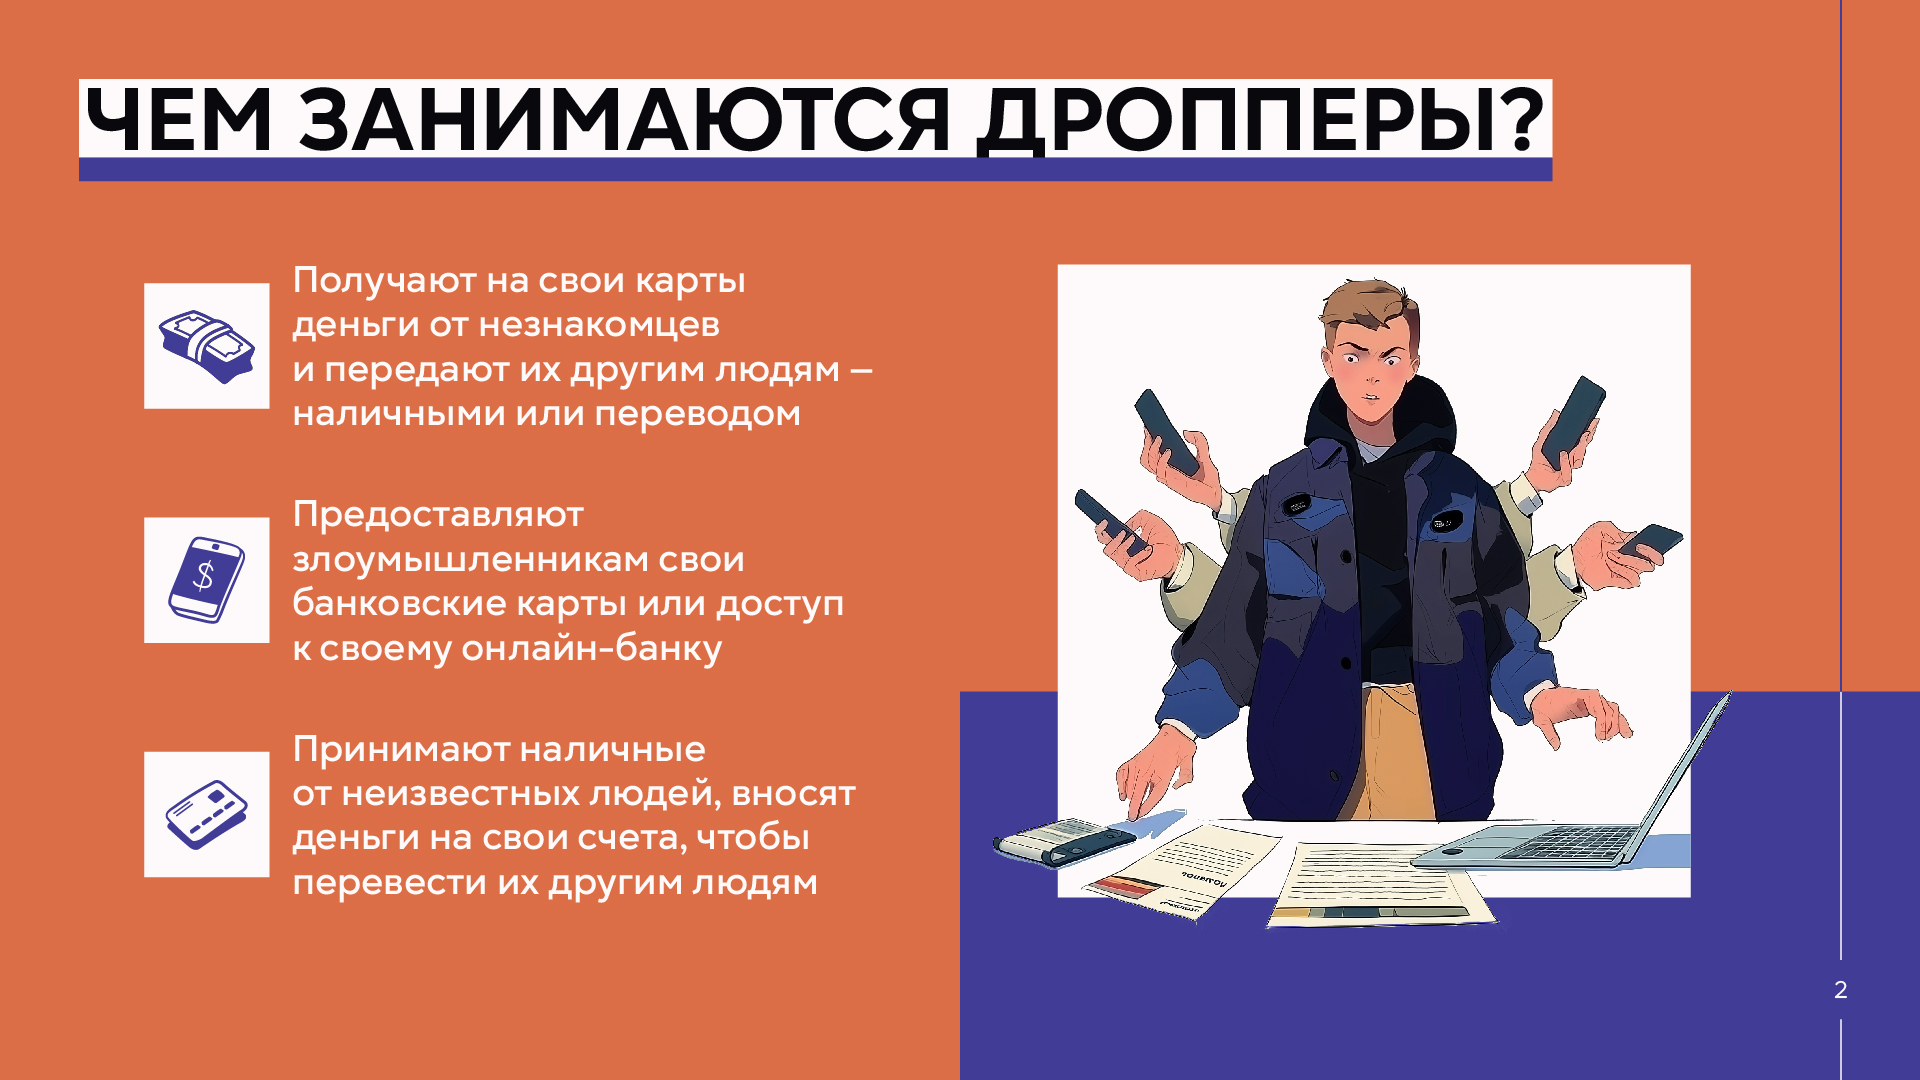 ЧЕМ ЗАНИМАЮТСЯ ДРОППЕРЫ?
Получают на свои карты
деньги от незнакомцев
и передают их другим людям —
наличными или переводом
$
Предоставляют
злоумышленникам свои
банковские карты или доступ
к своему онлайн-банку
Принимают наличные
от неизвестных людей, вносят
деньги на свои счета, чтобы
перевести их другим людям
2